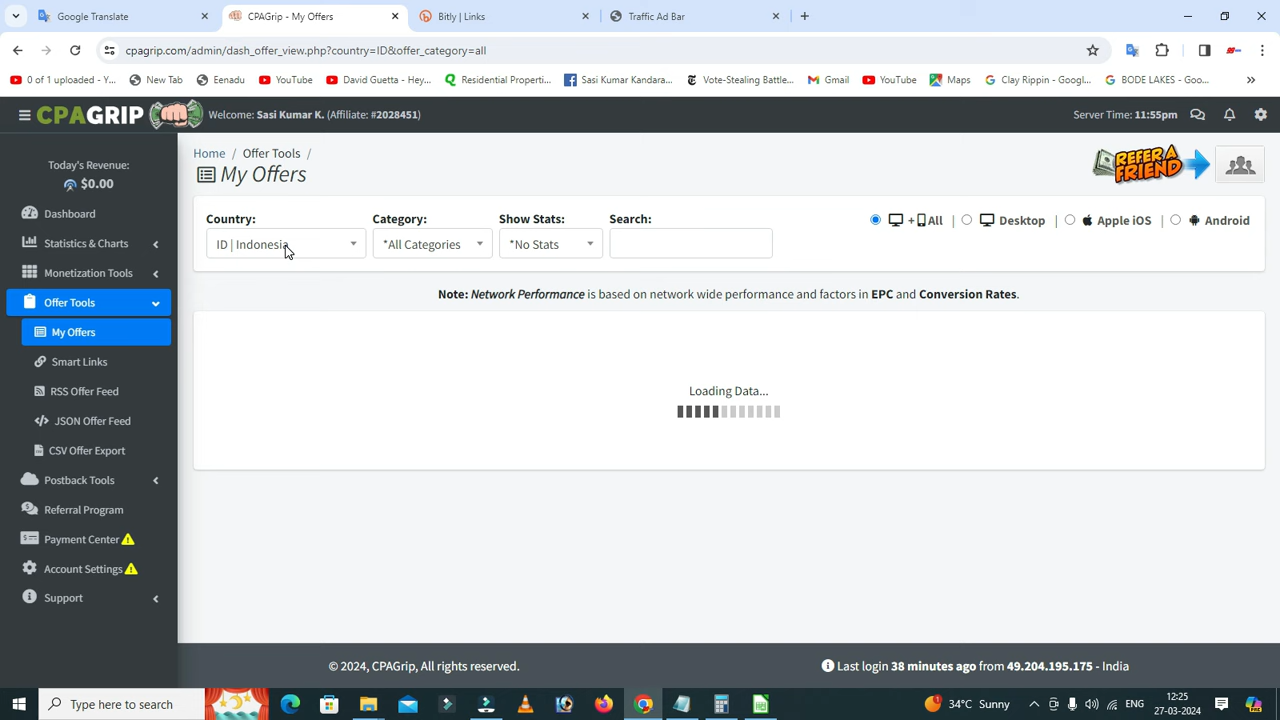 Google Translate
CPAGrip - My Offers
Bitly | Links
Traffic Ad Bar
cpagrip.com/admin/dash_offer_view.php?country=ID&offer_category=all
0 of 1 uploaded - Y...
New Tab
Eenadu
YouTube
David Guetta - Hey...
Residential Properti...
Sasi Kumar Kandara...
Vote-Stealing Battle...
Gmail
YouTube
Maps
Clay Rippin - Googl...
BODE LAKES - Goo...
CPAGRIP
Welcome: Sasi Kumar K. (Affiliate: #2028451)
Server Time: 11:55pm
Today's Revenue:
$0.00
Dashboard
Statistics & Charts
Monetization Tools
Offer Tools
My Offers
Smart Links
RSS Offer Feed
JSON Offer Feed
CSV Offer Export
Postback Tools
Referral Program
Payment Center
Account Settings
Support
Home / Offer Tools /
My Offers
REFER A FRIEND
Country:
Category:
Show Stats:
Search:
ID | Indonesia
*All Categories
*No Stats
+ All | Desktop | Apple iOS | Android
Note: Network Performance is based on network wide performance and factors in EPC and Conversion Rates.
Loading Data...
© 2024, CPAGrip, All rights reserved.
Last login 38 minutes ago from 49.204.195.175 - India
Type here to search
34°C Sunny
ENG
12:25
27-03-2024